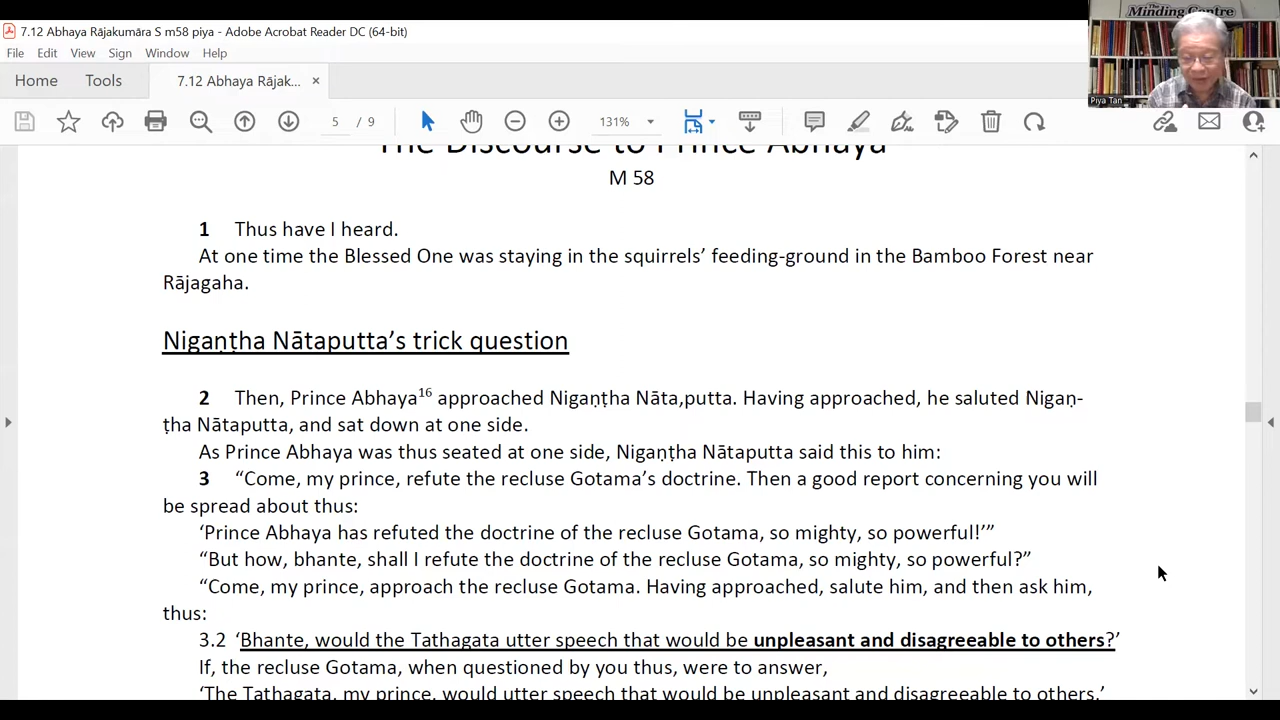 7.12 Abhaya Rājakumāra S m58 piya - Adobe Acrobat Reader DC (64-bit)
File Edit View Sign Window Help
Home Tools 7.12 Abhaya Rājak... ×
5 / 9 131%
The Minding Centre
Piya Tan
The Discourse to Prince Abhaya
M 58
1 Thus have I heard.
At one time the Blessed One was staying in the squirrels’ feeding-ground in the Bamboo Forest near
Rājagaha.
Nigaṇṭha Nātaputta’s trick question
2 Then, Prince Abhaya16 approached Nigaṇṭha Nāta,putta. Having approached, he saluted Nigaṇ-
ṭha Nātaputta, and sat down at one side.
As Prince Abhaya was thus seated at one side, Nigaṇṭha Nātaputta said this to him:
3 “Come, my prince, refute the recluse Gotama’s doctrine. Then a good report concerning you will
be spread about thus:
‘Prince Abhaya has refuted the doctrine of the recluse Gotama, so mighty, so powerful!’”
“But how, bhante, shall I refute the doctrine of the recluse Gotama, so mighty, so powerful?”
“Come, my prince, approach the recluse Gotama. Having approached, salute him, and then ask him,
thus:
3.2 ‘Bhante, would the Tathagata utter speech that would be unpleasant and disagreeable to others?’
If, the recluse Gotama, when questioned by you thus, were to answer,
‘The Tathagata, my prince, would utter speech that would be unpleasant and disagreeable to others.’